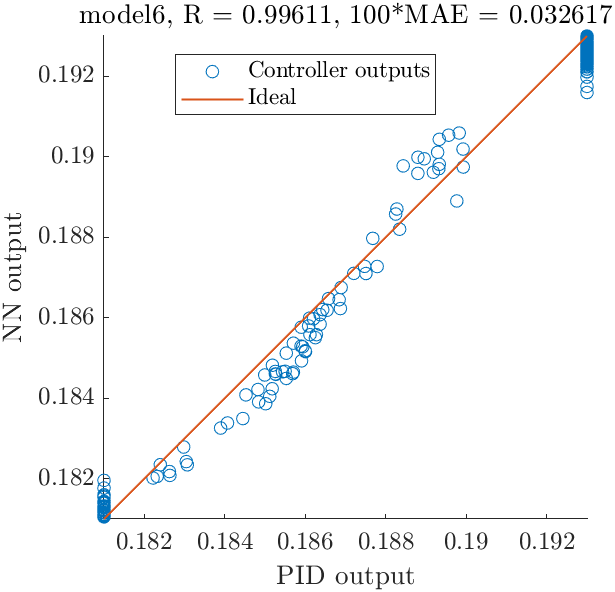 model6, R = 0.99611, 100*MAE = 0.032617
Controller outputs
Ideal
0.192
0.19
0.188
0.186
0.184
0.182
NN output
0.182 0.184 0.186 0.188 0.19 0.192
PID output